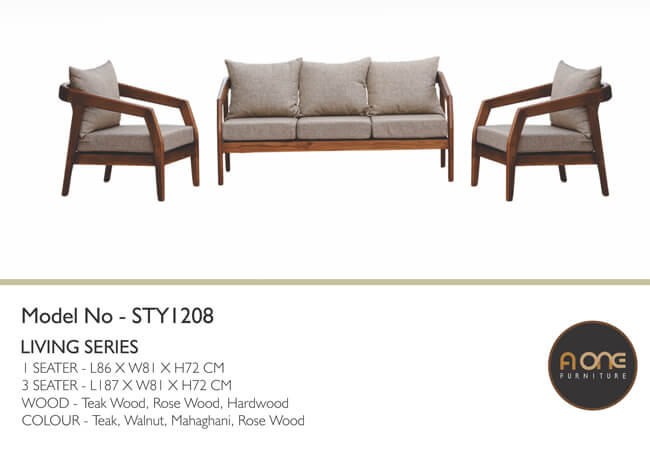 Model No - STY1208
LIVING SERIES
1 SEATER - L86 X W81 X H72 CM
3 SEATER - L187 X W81 X H72 CM
WOOD - Teak Wood, Rose Wood, Hardwood
COLOUR - Teak, Walnut, Mahaghani, Rose Wood
A ONE
FURNITURE